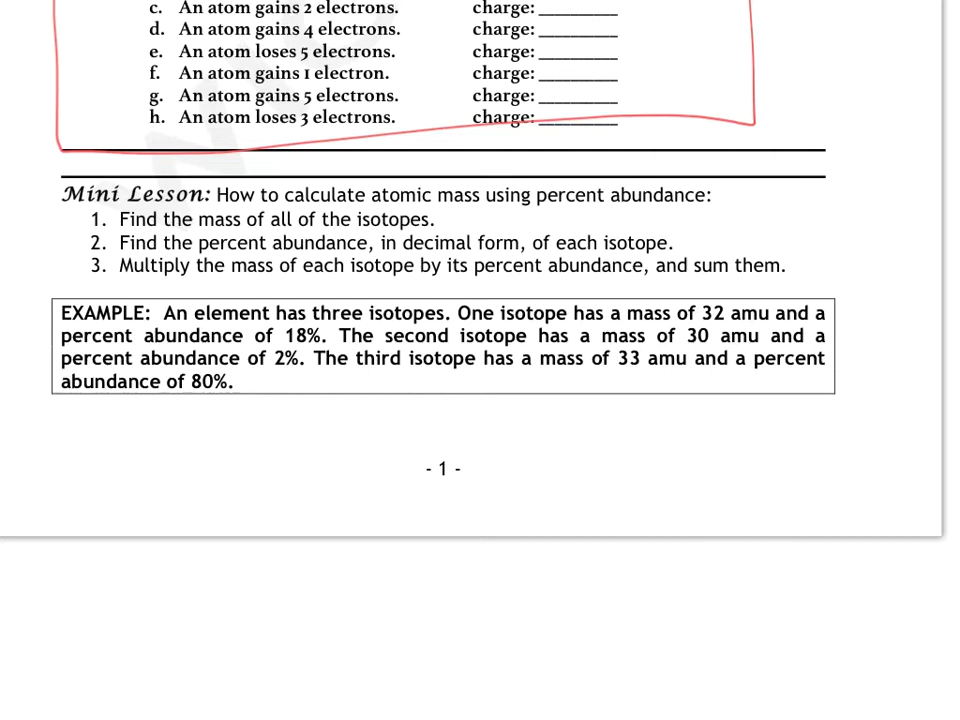 c. An atom gains 2 electrons. charge: __________
d. An atom gains 4 electrons. charge: __________
e. An atom loses 5 electrons. charge: __________
f. An atom gains 1 electron. charge: __________
g. An atom gains 5 electrons. charge: __________
h. An atom loses 3 electrons. charge: __________
Mini Lesson: How to calculate atomic mass using percent abundance:
1. Find the mass of all of the isotopes.
2. Find the percent abundance, in decimal form, of each isotope.
3. Multiply the mass of each isotope by its percent abundance, and sum them.
EXAMPLE: An element has three isotopes. One isotope has a mass of 32 amu and a
percent abundance of 18%. The second isotope has a mass of 30 amu and a
percent abundance of 2%. The third isotope has a mass of 33 amu and a percent
abundance of 80%.
- 1 -